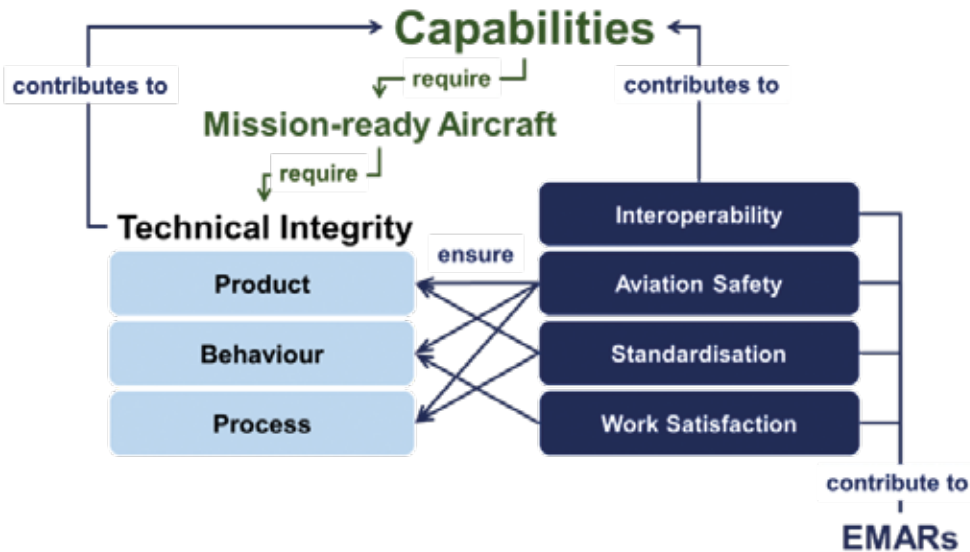 Capabilities
contributes to
require
contributes to
Mission-ready Aircraft
require
Technical Integrity
Interoperability
ensure
Product
Aviation Safety
Behaviour
Standardisation
Process
Work Satisfaction
contribute to
EMARs